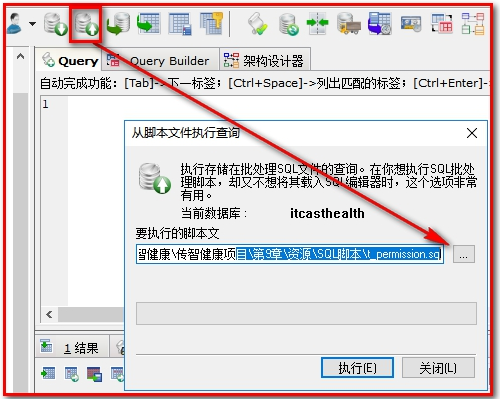 Query
Query Builder
架构设计器
自动完成功能：[Tab]->下一标签；[Ctrl+Space]->列出匹配的标签；[Ctrl+Enter]->
1
从脚本文件执行查询
执行存储在批处理SQL文件的查询。在你想执行SQL批处
理脚本，却又不想将其载入SQL编辑器时，这个选项非常
有用。
当前数据库： itcasthealth
要执行的脚本文
智健康\传智健康项目\第9章\资源\SQL脚本\t_permission.sq
...
执行(E)
关闭(L)
1 结果